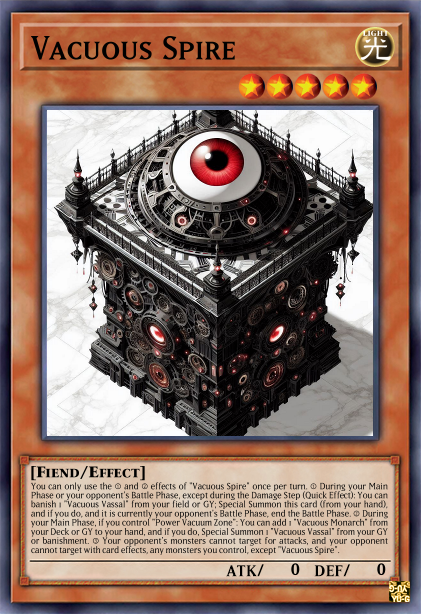 VACUOUS SPIRE
LIGHT
光
[FIEND/EFFECT]
You can only use the ① and ② effects of "Vacuous Spire" once per turn. ① During your Main
Phase or your opponent's Battle Phase, except during the Damage Step (Quick Effect): You can
banish 1 "Vacuous Vassal" from your field or GY; Special Summon this card (from your hand),
and if you do, and it is currently your opponent's Battle Phase, end the Battle Phase. ② During
your Main Phase, if you control "Power Vacuum Zone": You can add 1 "Vacuous Monarch" from
your Deck or GY to your hand, and if you do, Special Summon 1 "Vacuous Vassal" from your GY
or banishment. ③ Your opponent's monsters cannot target for attacks, and your opponent
cannot target with card effects, any monsters you control, except "Vacuous Spire".
ATK/ 0 DEF/ 0